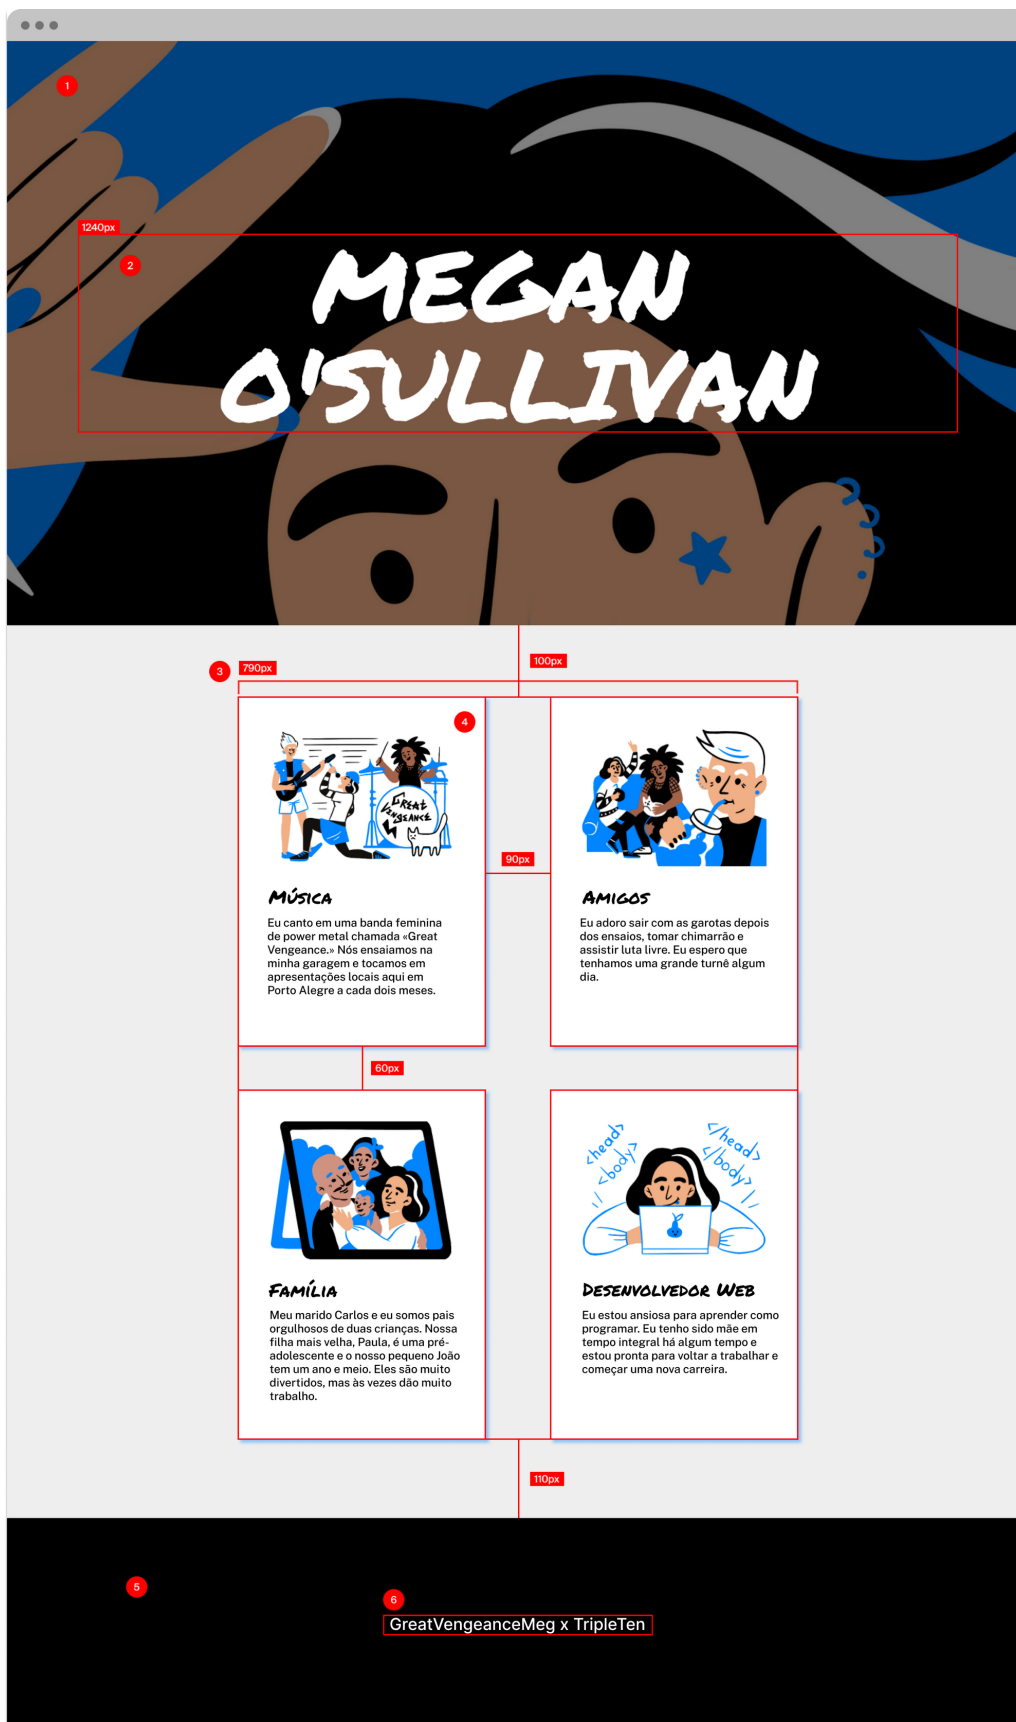 1
1240px
2
MEGAN
O'SULLIVAN
3
790px
100px
4
GREAT
VENGEANCE
90px
Música
Eu canto em uma banda feminina
de power metal chamada «Great
Vengeance.» Nós ensaiamos na
minha garagem e tocamos em
apresentações locais aqui em
Porto Alegre a cada dois meses.
Amigos
Eu adoro sair com as garotas depois
dos ensaios, tomar chimarrão e
assistir luta livre. Eu espero que
tenhamos uma grande turnê algum
dia.
60px
<head>
<body>
</head>
</body>
Família
Meu marido Carlos e eu somos pais
orgulhosos de duas crianças. Nossa
filha mais velha, Paula, é uma pré-
adolescente e o nosso pequeno João
tem um ano e meio. Eles são muito
divertidos, mas às vezes dão muito
trabalho.
Desenvolvedor Web
Eu estou ansiosa para aprender como
programar. Eu tenho sido mãe em
tempo integral há algum tempo e
estou pronta para voltar a trabalhar e
começar uma nova carreira.
110px
5
6
GreatVengeanceMeg x TripleTen